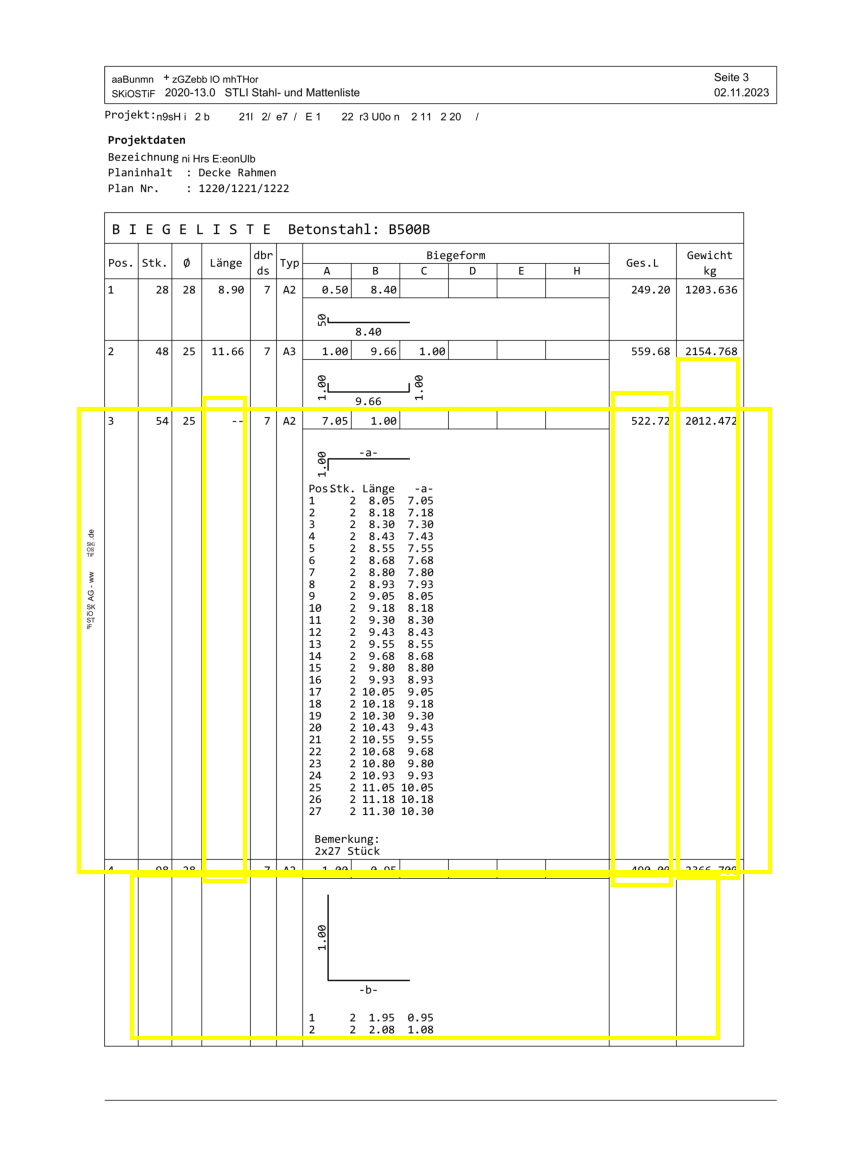 aaBunmn + zGZebb lO mhTHor Seite 3
SKiOSTiF 2020-13.0 STLI Stahl- und Mattenliste 02.11.2023
Projekt:n9sH i 2 b 21l 2/ e7 / E 1 22 r3 U0o n 2 11 2 20 /
Projektdaten
Bezeichnung ni Hrs E:eonUlb
Planinhalt : Decke Rahmen
Plan Nr. : 1220/1221/1222
B I E G E L I S T E Betonstahl: B500B
Pos. Stk. Ø Länge dbr ds Typ Biegeform Ges.L Gewicht kg
A B C D E H
1 28 28 8.90 7 A2 0.50 8.40 249.20 1203.636
50
8.40
2 48 25 11.66 7 A3 1.00 9.66 1.00 559.68 2154.768
1.00 1.00
9.66
3 54 25 -- 7 A2 7.05 1.00 522.72 2012.472
1.00 -a-
Pos Stk. Länge -a-
1 2 8.05 7.05
2 2 8.18 7.18
3 2 8.30 7.30
4 2 8.43 7.43
5 2 8.55 7.55
6 2 8.68 7.68
7 2 8.80 7.80
8 2 8.93 7.93
9 2 9.05 8.05
10 2 9.18 8.18
11 2 9.30 8.30
12 2 9.43 8.43
13 2 9.55 8.55
14 2 9.68 8.68
15 2 9.80 8.80
16 2 9.93 8.93
17 2 10.05 9.05
18 2 10.18 9.18
19 2 10.30 9.30
20 2 10.43 9.43
21 2 10.55 9.55
22 2 10.68 9.68
23 2 10.80 9.80
24 2 10.93 9.93
25 2 11.05 10.05
26 2 11.18 10.18
27 2 11.30 10.30
Bemerkung:
2x27 Stück
4 98 28 7 A2 1.00 0.95 490.00
1.00
-b-
1 2 1.95 0.95
2 2 2.08 1.08
AG - ww .de